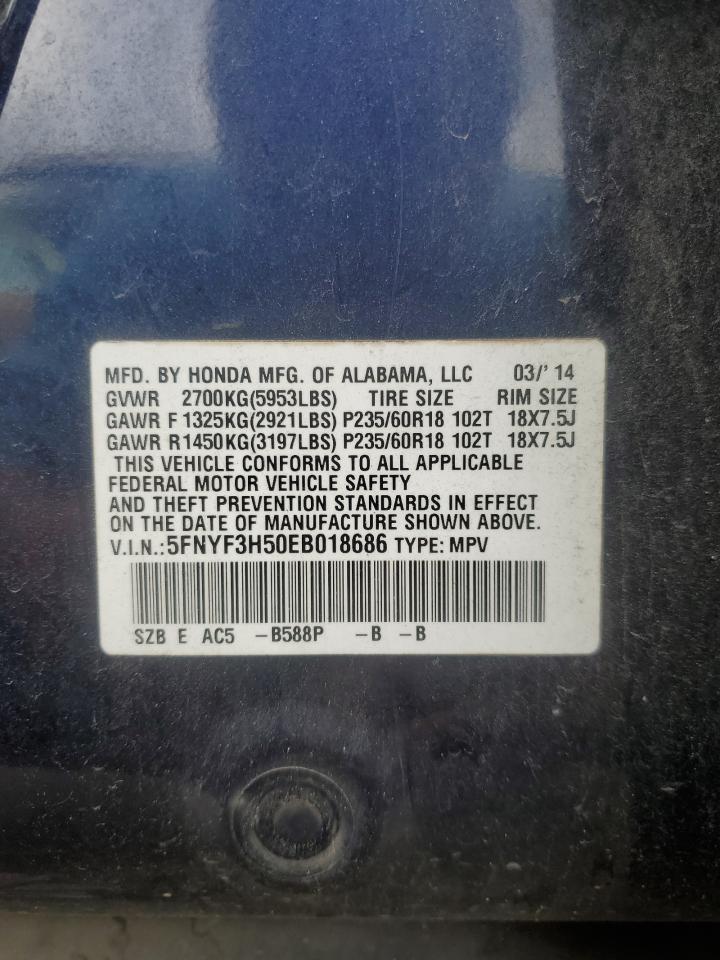 MFD. BY HONDA MFG. OF ALABAMA, LLC 03/'14
GVWR 2700KG(5953LBS) TIRE SIZE RIM SIZE
GAWR F 1325KG(2921LBS) P235/60R18 102T 18X7.5J
GAWR R1450KG(3197LBS) P235/60R18 102T 18X7.5J
THIS VEHICLE CONFORMS TO ALL APPLICABLE
FEDERAL MOTOR VEHICLE SAFETY
AND THEFT PREVENTION STANDARDS IN EFFECT
ON THE DATE OF MANUFACTURE SHOWN ABOVE.
V.I.N.:5FNYF3H50EB018686 TYPE: MPV
SZB E AC5 -B588P -B -B